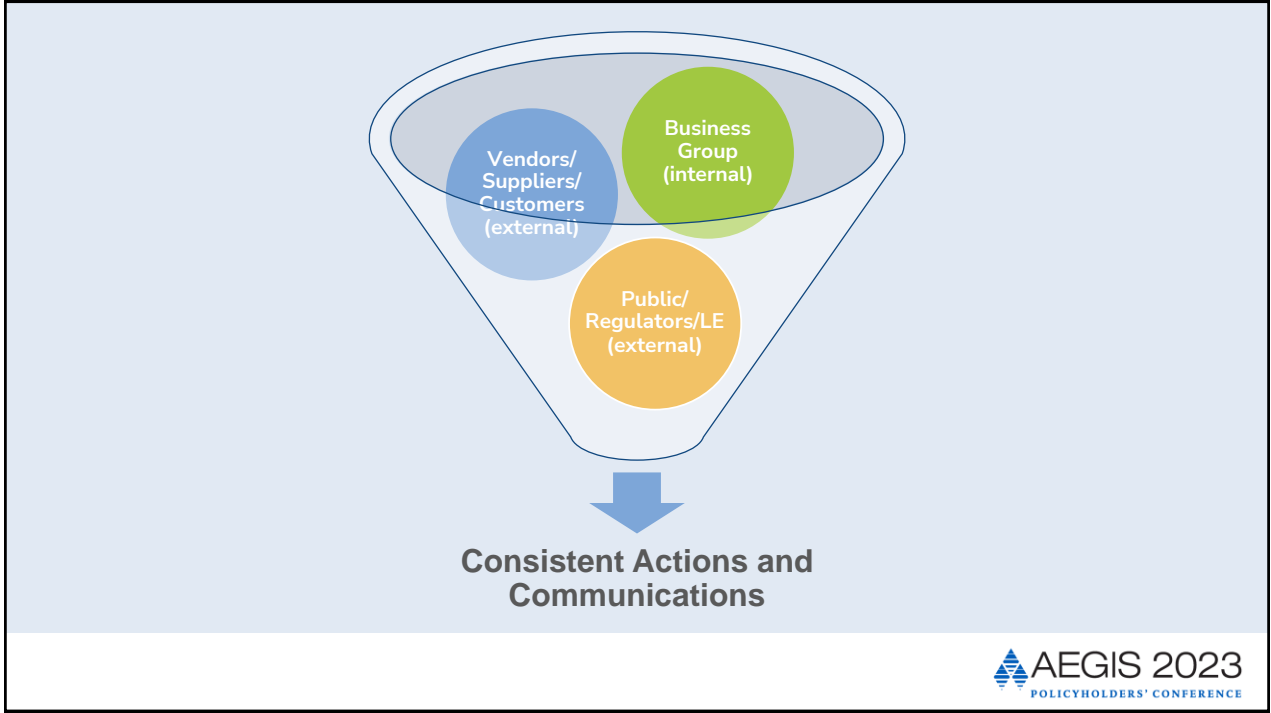 Business
Group
(internal)
Vendors/
Suppliers/
Customers
(external)
Public/
Regulators/LE
(external)
Consistent Actions and
Communications
AEGIS 2023
POLICYHOLDERS' CONFERENCE